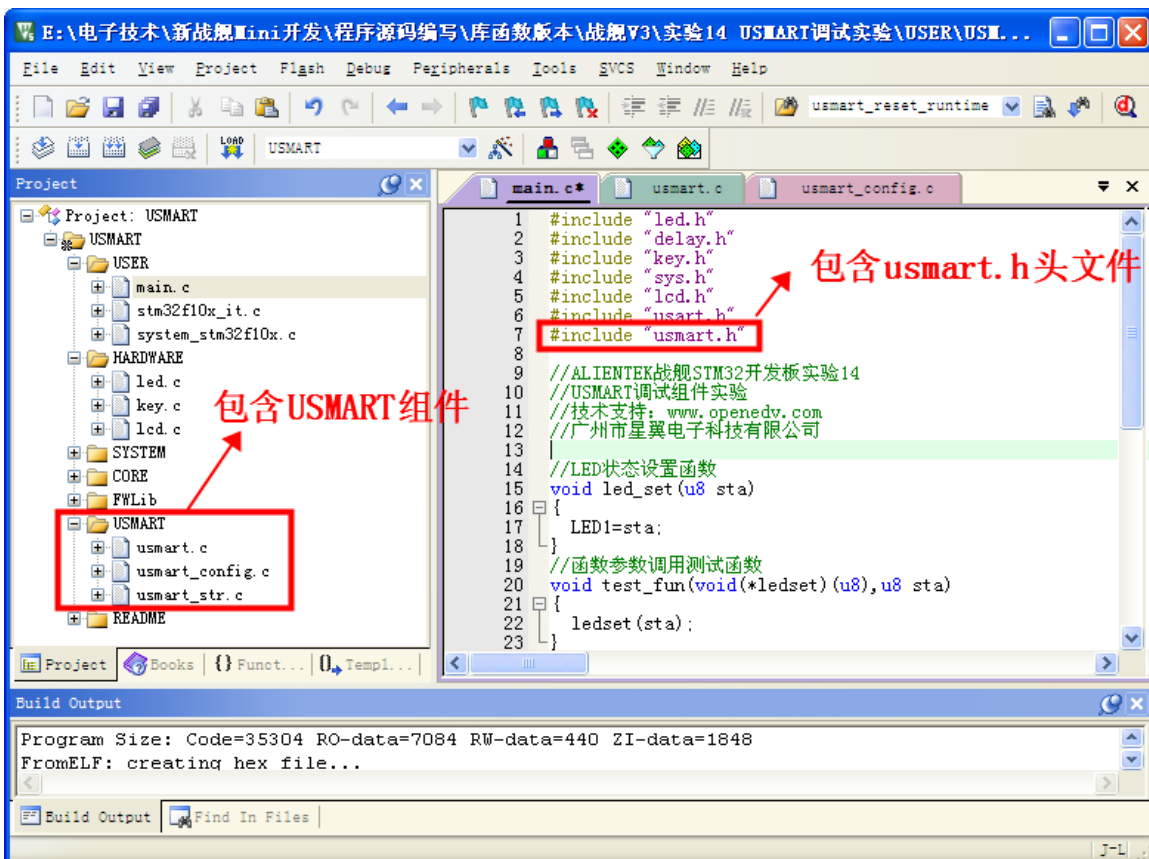 E:\电子技术\新战舰Mini开发\程序源码编写\库函数版本\战舰V3\实验14 USMART调试实验\USER\USM...
File Edit View Project Flash Debug Peripherals Tools SVCS Window Help
usmart_reset_runtime
LOAD USMART
Project
Project: USMART
USMART
USER
main.c
stm32f10x_it.c
system_stm32f10x.c
HARDWARE
led.c
key.c
lcd.c
SYSTEM
CORE
FWLib
USMART
usmart.c
usmart_config.c
usmart_str.c
README
包含USMART组件
Project Books {} Funct... Templ...
main.c* usmart.c usmart_config.c
1 #include "led.h"
2 #include "delay.h"
3 #include "key.h"
4 #include "sys.h"
5 #include "lcd.h"
6 #include "usart.h"
7 #include "usmart.h"
8
9 //ALIENTEK战舰STM32开发板实验14
10 //USMART调试组件实验
11 //技术支持：www.openedv.com
12 //广州市星翼电子科技有限公司
13
14 //LED状态设置函数
15 void led_set(u8 sta)
16 {
17 LED1=sta;
18 }
19 //函数参数调用测试函数
20 void test_fun(void(*ledset)(u8),u8 sta)
21 {
22 ledset(sta);
23 }
包含usmart.h头文件
Build Output
Program Size: Code=35304 RO-data=7084 RW-data=440 ZI-data=1848
FromELF: creating hex file...
Build Output Find In Files
J-L